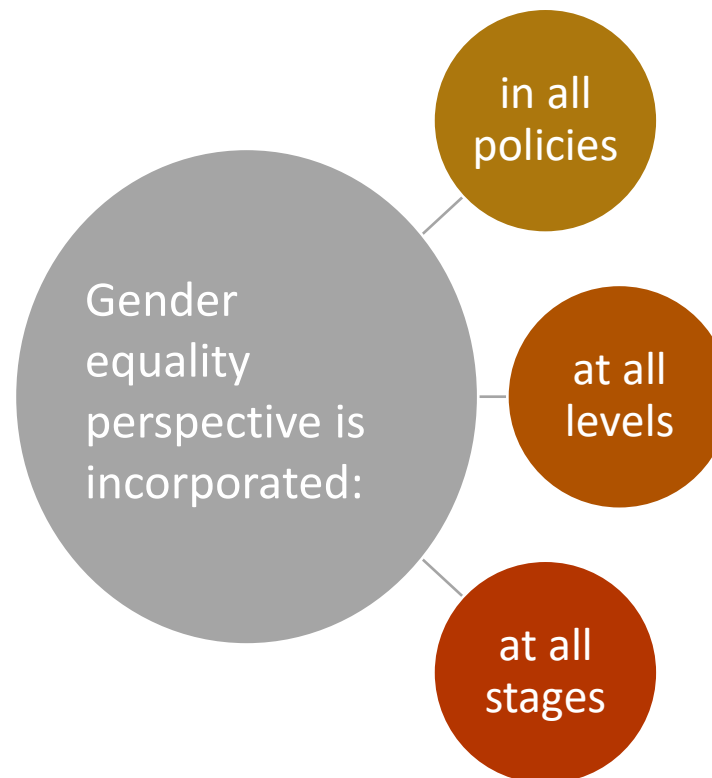 Gender
equality
perspective is
incorporated:
in all
policies
at all
levels
at all
stages